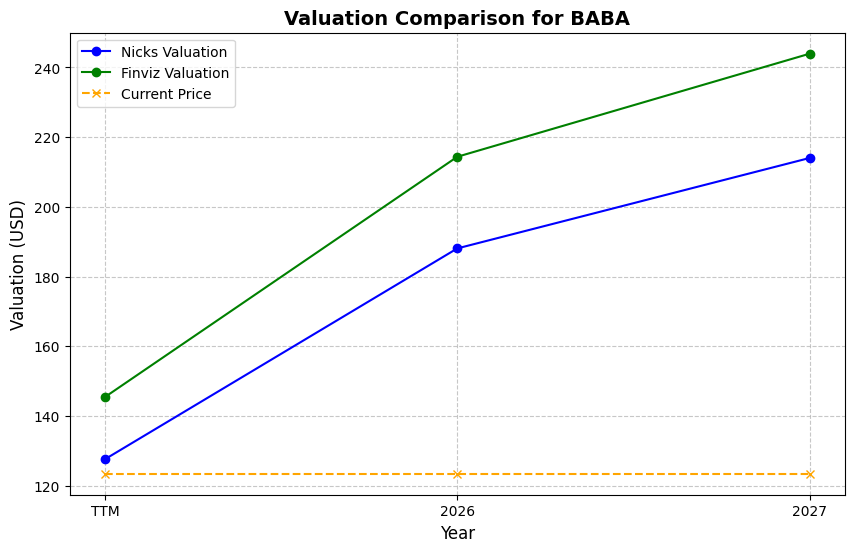 Valuation Comparison for BABA
Nicks Valuation
Finviz Valuation
Current Price
Valuation (USD)
240
220
200
180
160
140
120
TTM
2026
2027
Year